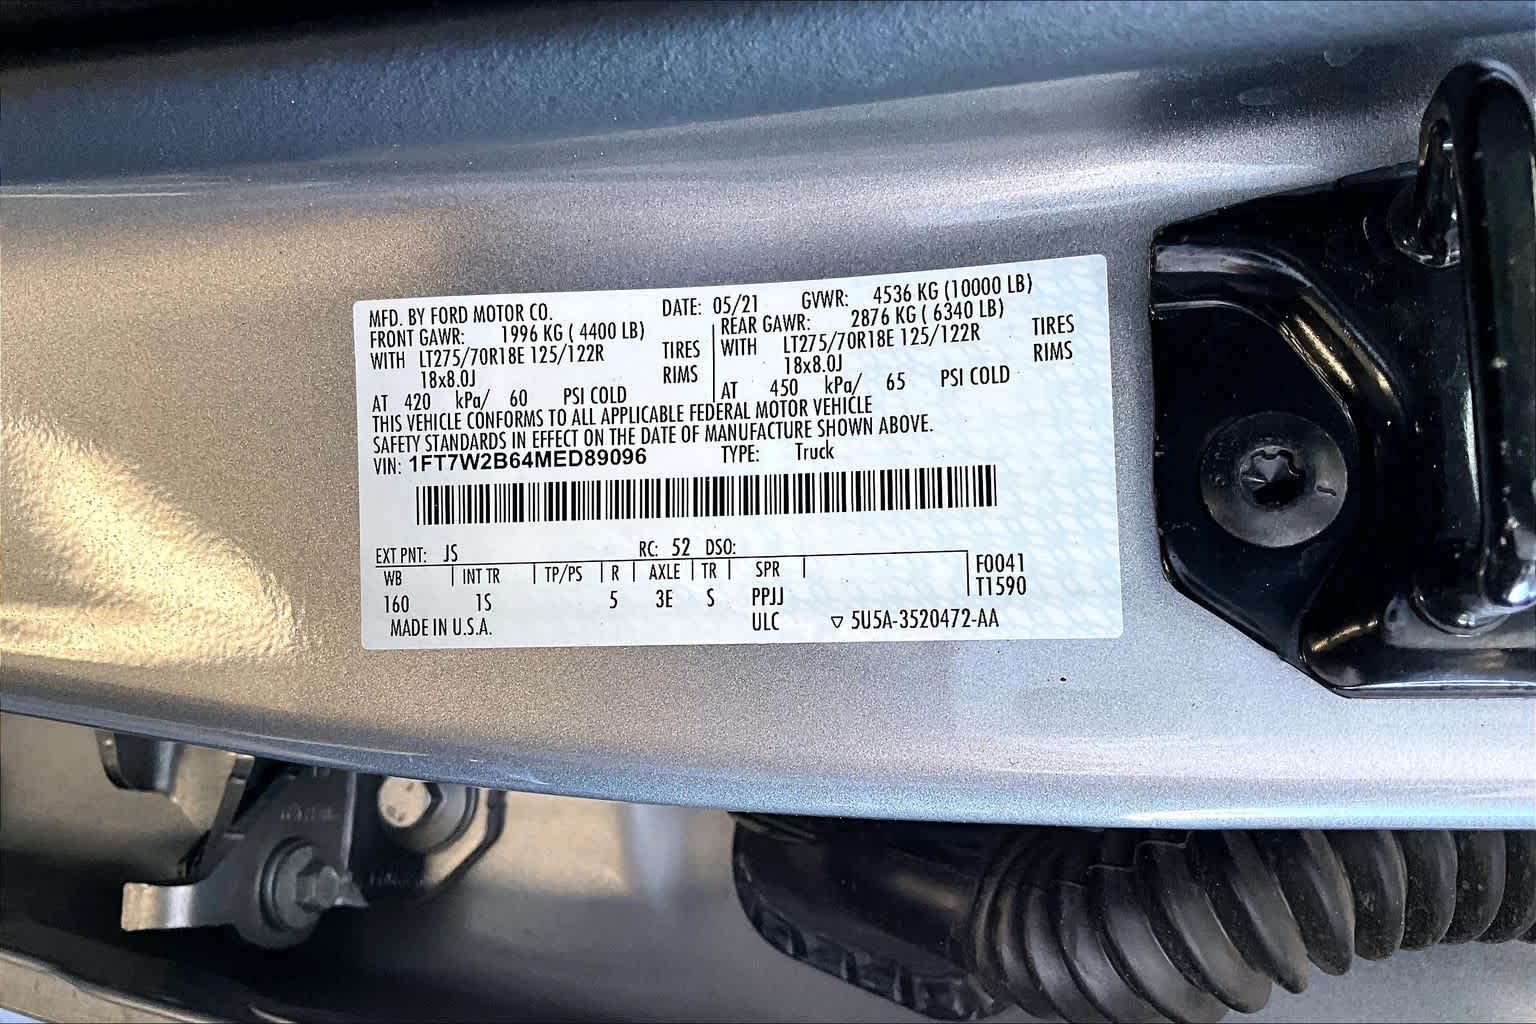 MFD. BY FORD MOTOR CO. DATE: 05/21 GVWR: 4536 KG (10000 LB)
FRONT GAWR: 1996 KG ( 4400 LB) REAR GAWR: 2876 KG ( 6340 LB)
WITH LT275/70R18E 125/122R TIRES WITH LT275/70R18E 125/122R TIRES
18x8.0J RIMS 18x8.0J RIMS
AT 420 kPa/ 60 PSI COLD AT 450 kPa/ 65 PSI COLD
THIS VEHICLE CONFORMS TO ALL APPLICABLE FEDERAL MOTOR VEHICLE
SAFETY STANDARDS IN EFFECT ON THE DATE OF MANUFACTURE SHOWN ABOVE.
VIN: 1FT7W2B64MED89096 TYPE: Truck
EXT PNT: JS RC: 52 DSO:
WB INT TR TP/PS R AXLE TR SPR F0041
160 1S 5 3E S PPJJ T1590
MADE IN U.S.A. ULC ▽ 5U5A-3520472-AA